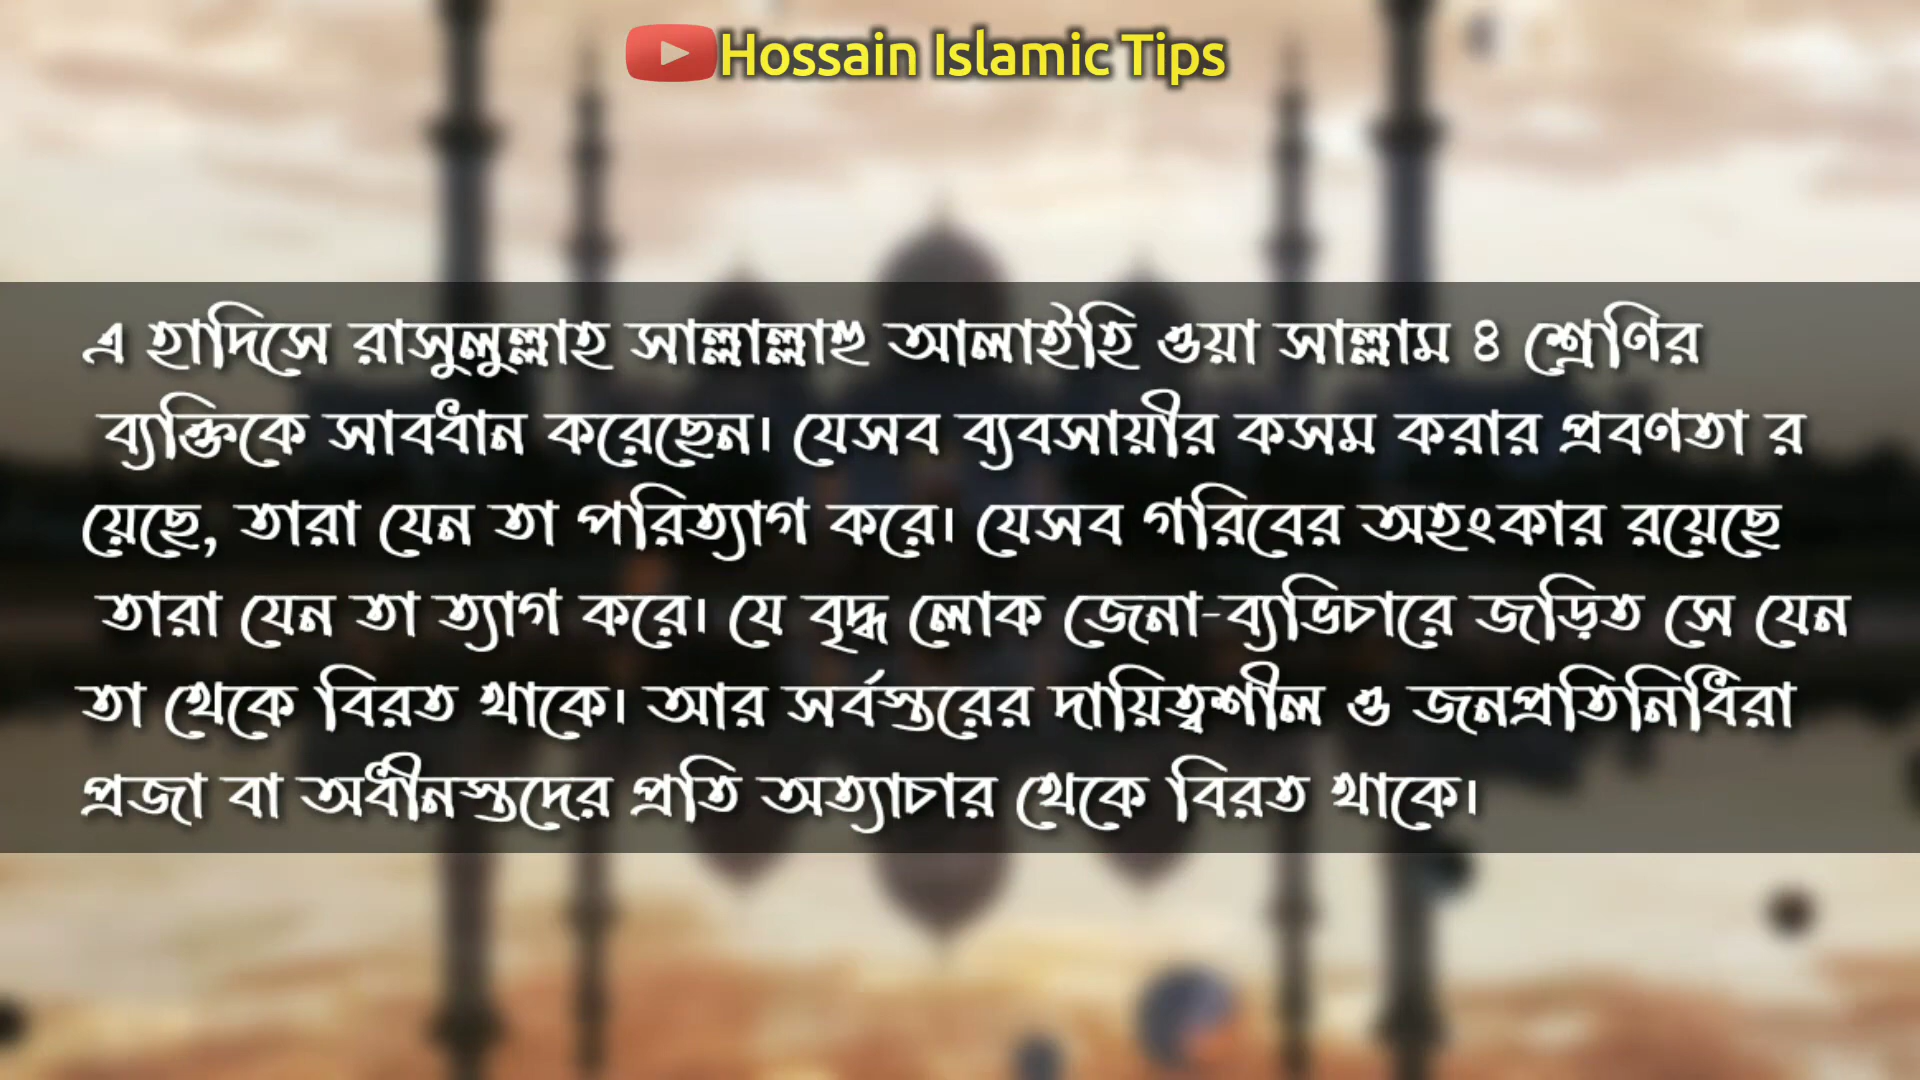 Hossain Islamic Tips
এ হাদিসে রাসুলুল্লাহ সাল্লাল্লাহু আলাইহি ওয়া সাল্লাম ৪ শ্রেণির
ব্যক্তিকে সাবধান করেছেন। যেসব ব্যবসায়ীর কসম করার প্রবণতা র
য়েছে, তারা যেন তা পরিত্যাগ করে। যেসব গরিবের অহংকার রয়েছে
তারা যেন তা ত্যাগ করে। যে বৃদ্ধ লোক জেনা-ব্যভিচারে জড়িত সে যেন
তা থেকে বিরত থাকে। আর সর্বস্তরের দায়িত্বশীল ও জনপ্রতিনিধিরা
প্রজা বা অধীনস্তদের প্রতি অত্যাচার থেকে বিরত থাকে।